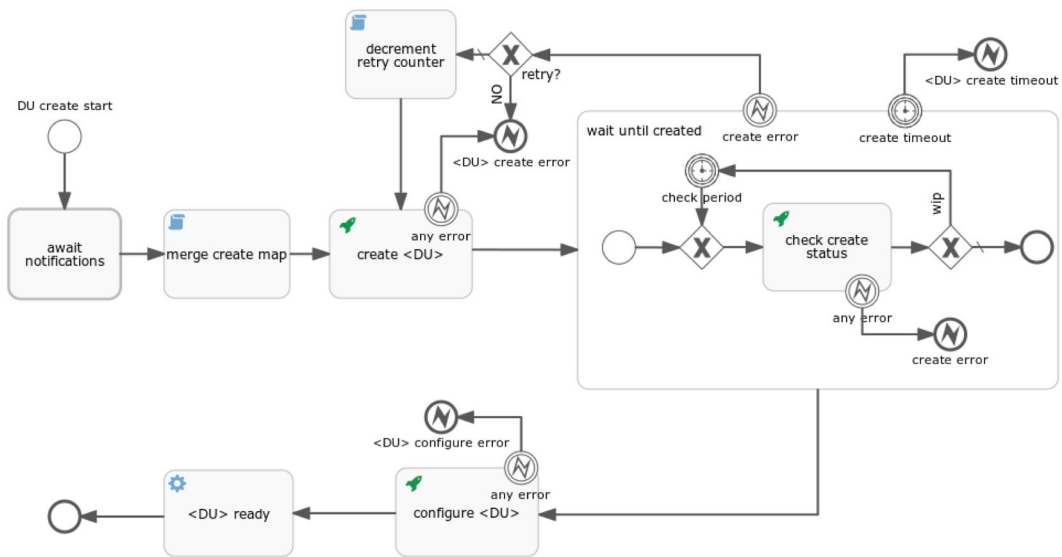 decrement
retry counter
retry?
<DU> create timeout
DU create start
NO
<DU> create error
create error
create timeout
wait until created
check period
wip
await
notifications
merge create map
any error
create <DU>
check create
status
any error
create error
<DU> configure error
any error
<DU> ready
configure <DU>